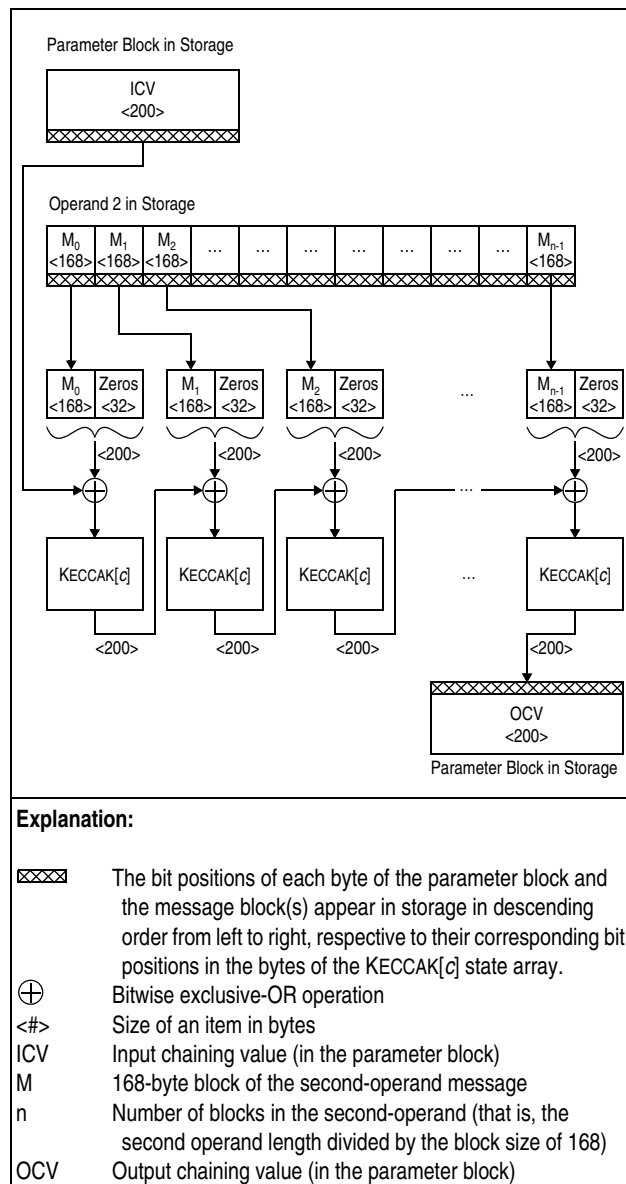 Parameter Block in Storage
ICV
<200>
Operand 2 in Storage
M0 M1 M2 ... ... ... ... ... ... ... Mn-1
<168> <168> <168> <168>
M0 Zeros M1 Zeros M2 Zeros ... Mn-1 Zeros
<168> <32> <168> <32> <168> <32> <168> <32>
<200> <200> <200> <200>
...
KECCAK[c] KECCAK[c] KECCAK[c] ... KECCAK[c]
<200> <200> <200> <200>
OCV
<200>
Parameter Block in Storage
Explanation:
The bit positions of each byte of the parameter block and
the message block(s) appear in storage in descending
order from left to right, respective to their corresponding bit
positions in the bytes of the KECCAK[c] state array.
Bitwise exclusive-OR operation
<#> Size of an item in bytes
ICV Input chaining value (in the parameter block)
M 168-byte block of the second-operand message
n Number of blocks in the second-operand (that is, the
second operand length divided by the block size of 168)
OCV Output chaining value (in the parameter block)